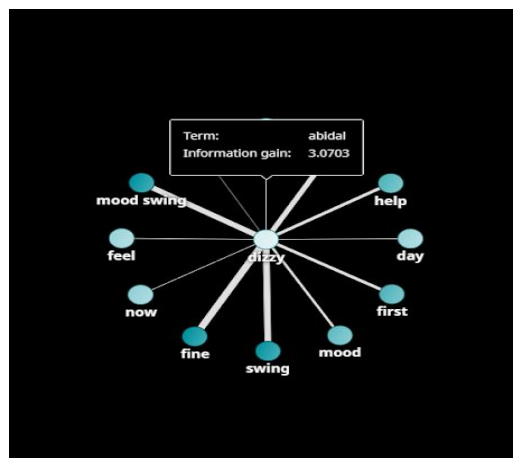 Term: abidal
Information gain: 3.0703
mood swing
help
feel
dizzy
day
now
first
fine
mood
swing